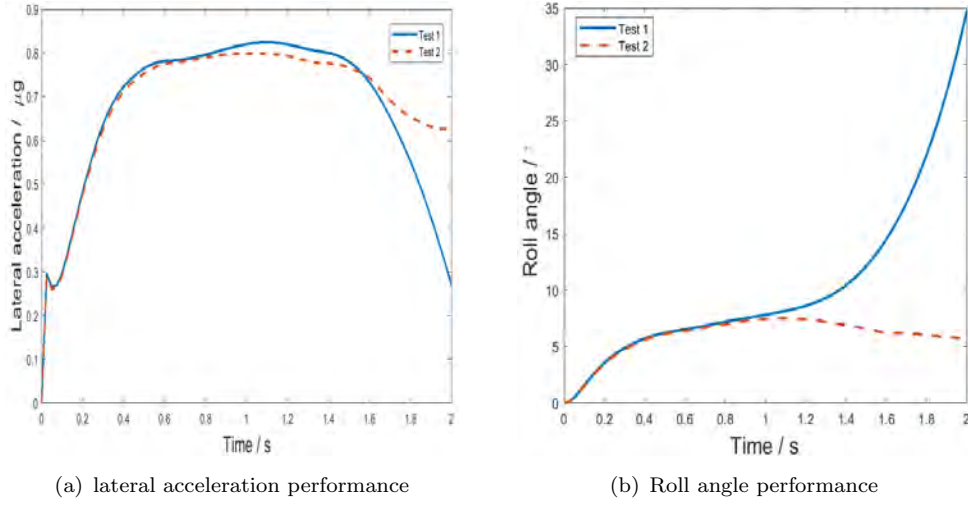 0.9
0.8
0.7
0.6
0.5
0.4
0.3
0.2
0.1
0
Lateral acceleration / μg
Test 1
Test 2
0 0.2 0.4 0.6 0.8 1 1.2 1.4 1.6 1.8 2
Time / s
(a) lateral acceleration performance
35
30
25
20
15
10
5
0
Roll angle /
Test 1
Test 2
0 0.2 0.4 0.6 0.8 1 1.2 1.4 1.6 1.8 2
Time / s
(b) Roll angle performance